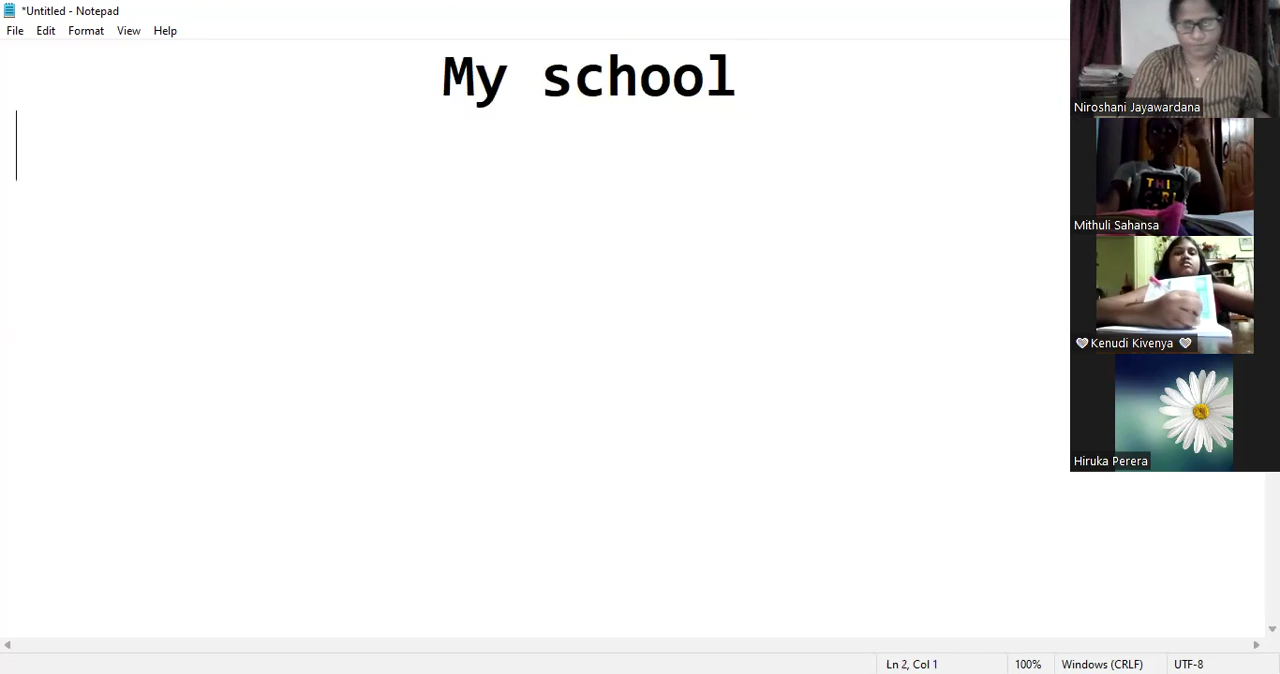 *Untitled - Notepad
File Edit Format View Help
My school
Niroshani Jayawardana
Mithuli Sahansa
🤍Kenudi Kivenya 🤍
Hiruka Perera
Ln 2, Col 1 100% Windows (CRLF) UTF-8